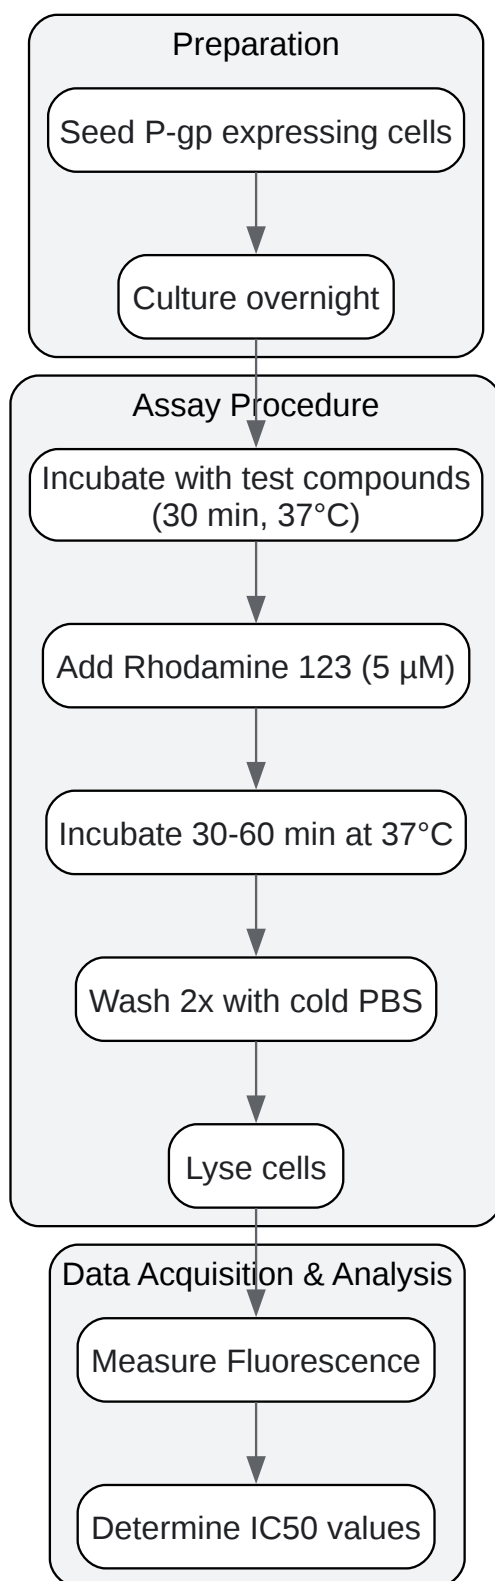 Preparation
Seed P-gp expressing cells
Culture overnight
Assay Procedure
Incubate with test compounds
(30 min, 37°C)
Add Rhodamine 123 (5 µM)
Incubate 30-60 min at 37°C
Wash 2x with cold PBS
Lyse cells
Data Acquisition & Analysis
Measure Fluorescence
Determine IC50 values